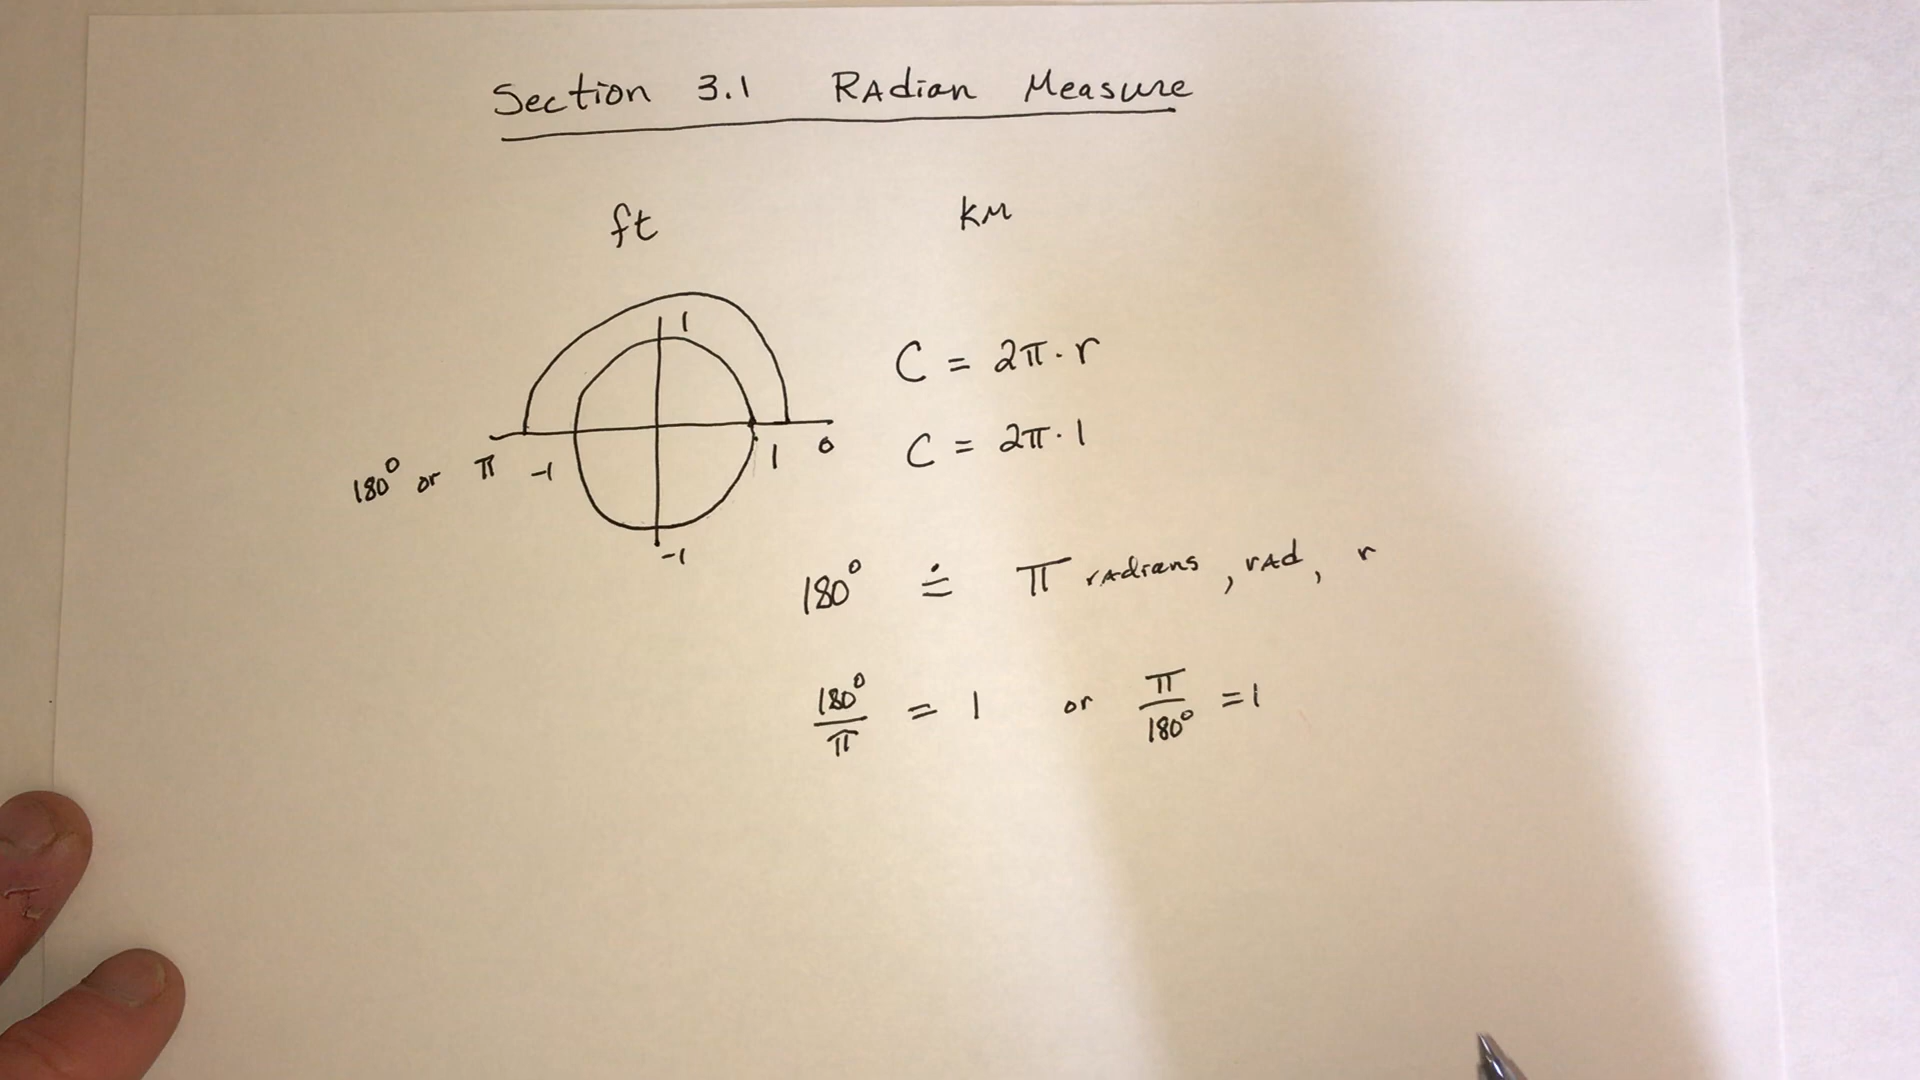 Section 3.1 Radian Measure
ft km
1
C = 2π · r
C = 2π · 1
180° or π -1 1 0
-1
180° ≐ π radians, rad, r
180°/π = 1 or π/180° = 1